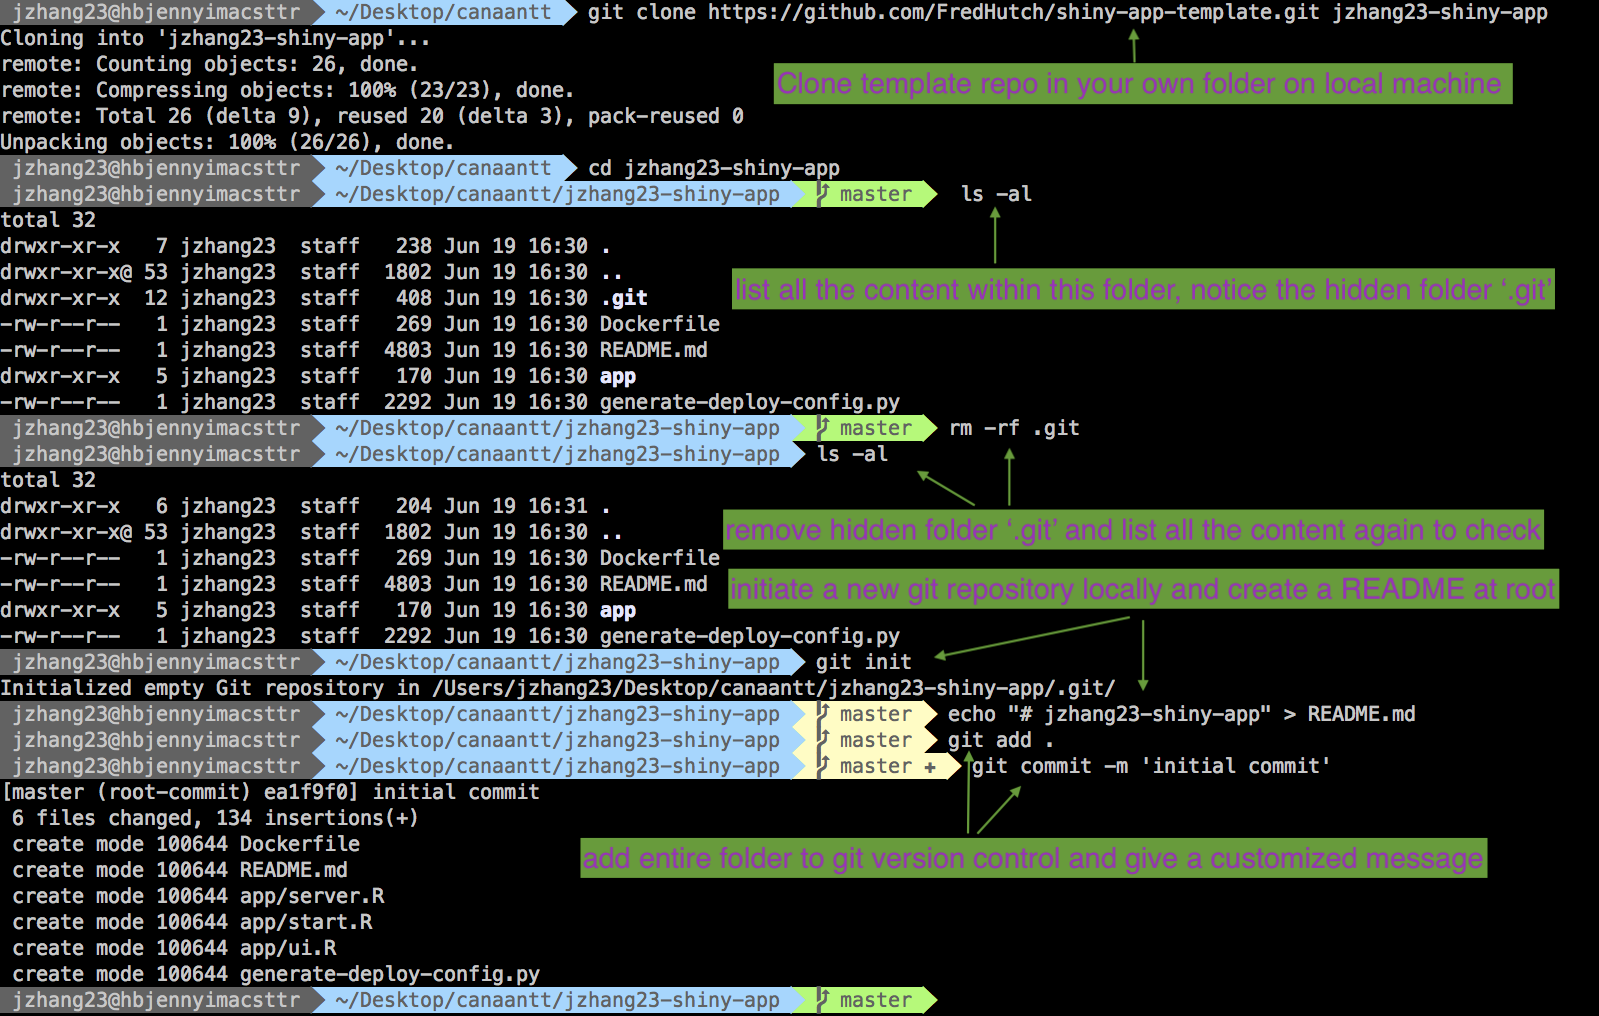 jzhang23@hbjennyimacsttr ~/Desktop/canaantt git clone https://github.com/FredHutch/shiny-app-template.git jzhang23-shiny-app
Cloning into 'jzhang23-shiny-app'...
remote: Counting objects: 26, done.
Clone template repo in your own folder on local machine
remote: Compressing objects: 100% (23/23), done.
remote: Total 26 (delta 9), reused 20 (delta 3), pack-reused 0
Unpacking objects: 100% (26/26), done.
jzhang23@hbjennyimacsttr ~/Desktop/canaantt cd jzhang23-shiny-app
jzhang23@hbjennyimacsttr ~/Desktop/canaantt/jzhang23-shiny-app master ls -al
total 32
drwxr-xr-x 7 jzhang23 staff 238 Jun 19 16:30 .
drwxr-xr-x@ 53 jzhang23 staff 1802 Jun 19 16:30 ..
list all the content within this folder, notice the hidden folder ‘.git’
drwxr-xr-x 12 jzhang23 staff 408 Jun 19 16:30 .git
-rw-r--r-- 1 jzhang23 staff 269 Jun 19 16:30 Dockerfile
-rw-r--r-- 1 jzhang23 staff 4803 Jun 19 16:30 README.md
drwxr-xr-x 5 jzhang23 staff 170 Jun 19 16:30 app
-rw-r--r-- 1 jzhang23 staff 2292 Jun 19 16:30 generate-deploy-config.py
jzhang23@hbjennyimacsttr ~/Desktop/canaantt/jzhang23-shiny-app master rm -rf .git
jzhang23@hbjennyimacsttr ~/Desktop/canaantt/jzhang23-shiny-app ls -al
total 32
drwxr-xr-x 6 jzhang23 staff 204 Jun 19 16:31 .
drwxr-xr-x@ 53 jzhang23 staff 1802 Jun 19 16:30 ..
remove hidden folder ‘.git’ and list all the content again to check
-rw-r--r-- 1 jzhang23 staff 269 Jun 19 16:30 Dockerfile
-rw-r--r-- 1 jzhang23 staff 4803 Jun 19 16:30 README.md
initiate a new git repository locally and create a README at root
drwxr-xr-x 5 jzhang23 staff 170 Jun 19 16:30 app
-rw-r--r-- 1 jzhang23 staff 2292 Jun 19 16:30 generate-deploy-config.py
jzhang23@hbjennyimacsttr ~/Desktop/canaantt/jzhang23-shiny-app git init
Initialized empty Git repository in /Users/jzhang23/Desktop/canaantt/jzhang23-shiny-app/.git/
jzhang23@hbjennyimacsttr ~/Desktop/canaantt/jzhang23-shiny-app master echo "# jzhang23-shiny-app" > README.md
jzhang23@hbjennyimacsttr ~/Desktop/canaantt/jzhang23-shiny-app master git add .
jzhang23@hbjennyimacsttr ~/Desktop/canaantt/jzhang23-shiny-app master + git commit -m 'initial commit'
[master (root-commit) ea1f9f0] initial commit
6 files changed, 134 insertions(+)
create mode 100644 Dockerfile
add entire folder to git version control and give a customized message
create mode 100644 README.md
create mode 100644 app/server.R
create mode 100644 app/start.R
create mode 100644 app/ui.R
create mode 100644 generate-deploy-config.py
jzhang23@hbjennyimacsttr ~/Desktop/canaantt/jzhang23-shiny-app master